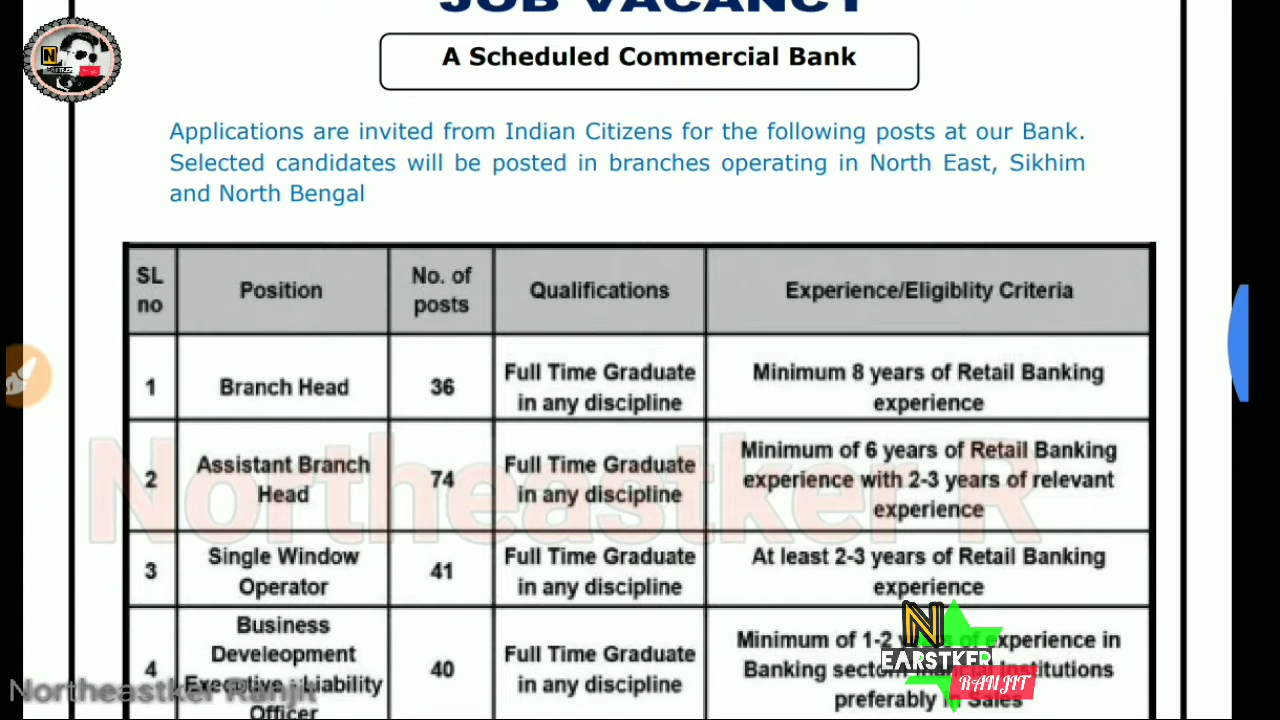 JOB VACANCY
A Scheduled Commercial Bank
Applications are invited from Indian Citizens for the following posts at our Bank.
Selected candidates will be posted in branches operating in North East, Sikhim
and North Bengal
SL no
Position
No. of posts
Qualifications
Experience/Eligiblity Criteria
1
Branch Head
36
Full Time Graduate
in any discipline
Minimum 8 years of Retail Banking
experience
2
Assistant Branch
Head
74
Full Time Graduate
in any discipline
Minimum of 6 years of Retail Banking
experience with 2-3 years of relevant
experience
3
Single Window
Operator
41
Full Time Graduate
in any discipline
At least 2-3 years of Retail Banking
experience
4
Business
Develeopment
Executive Liability
Officer
40
Full Time Graduate
in any discipline
Minimum of 1-2 years of experience in
Banking sector institutions
preferably in Sales
Northeastker R
Northeastker Ranjit
N
EARSTKER
RANJIT
N